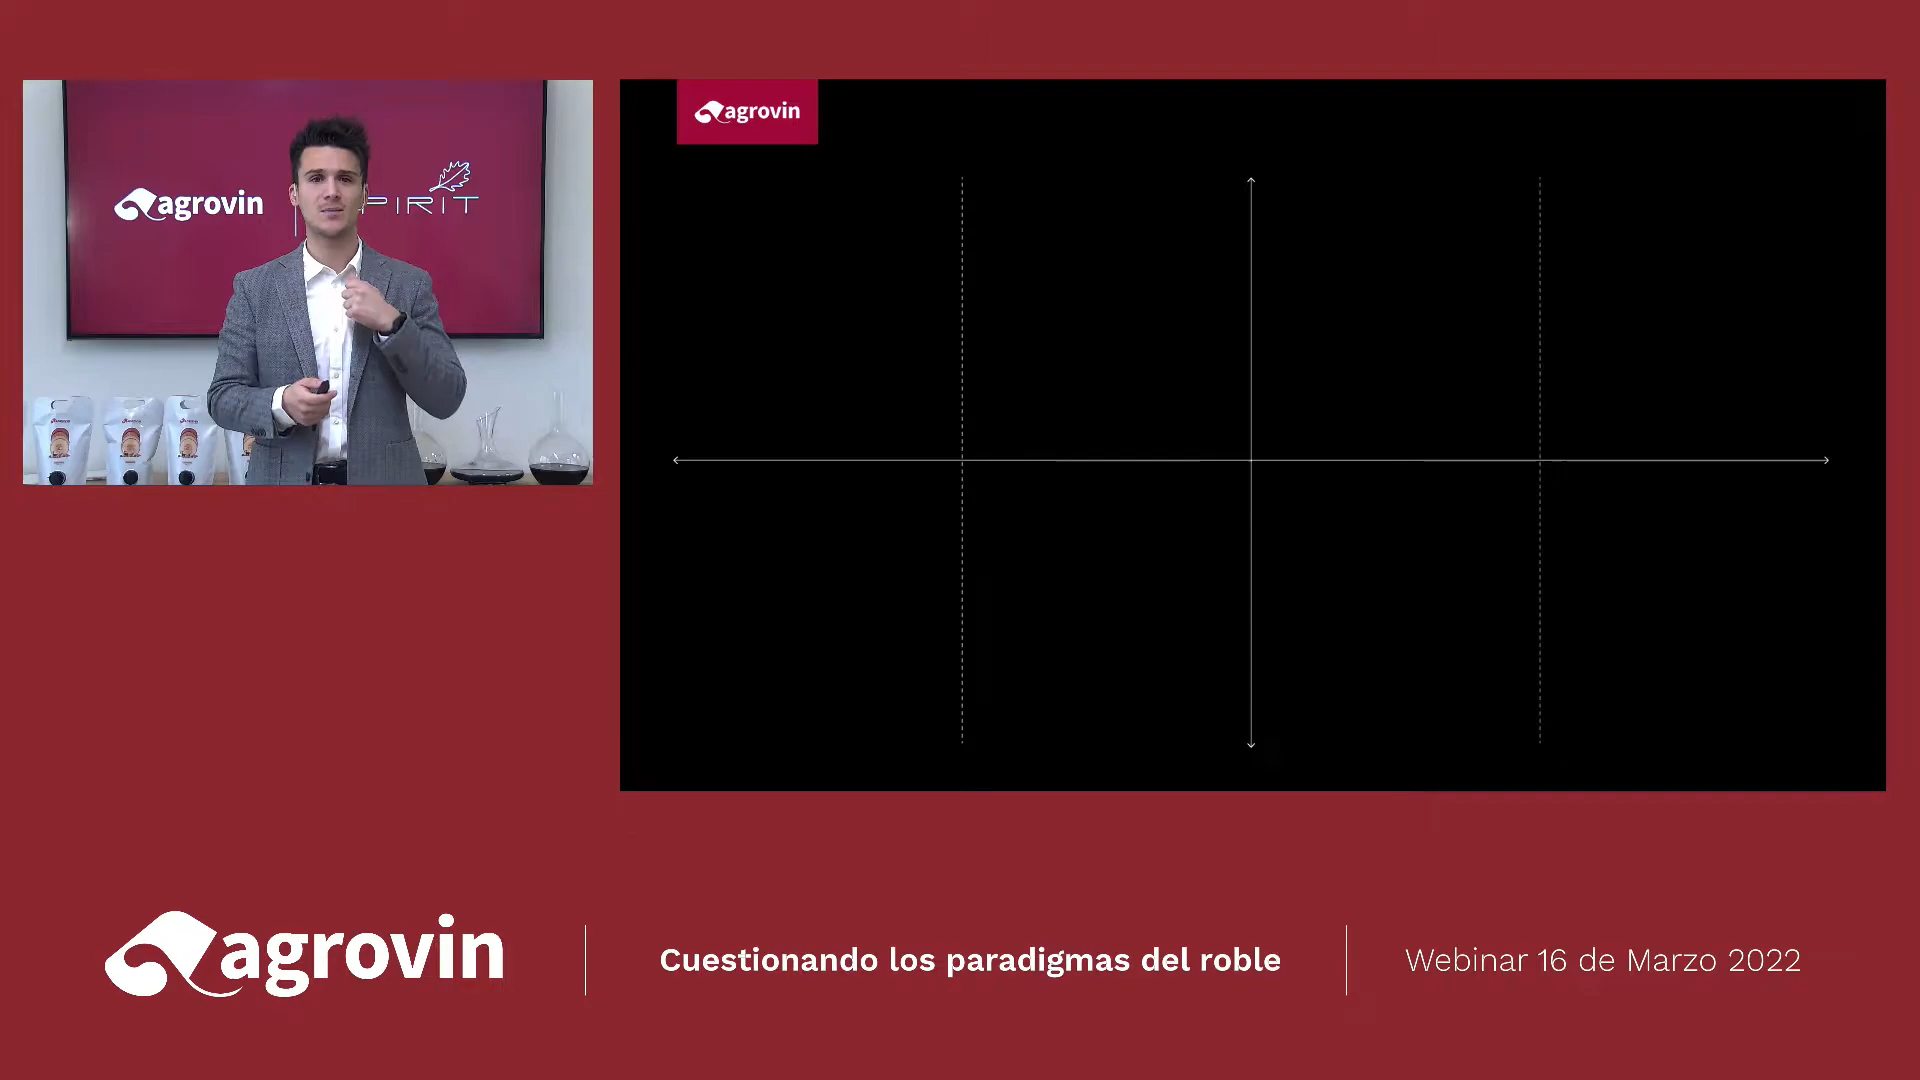 agrovin
PIRIT
agrovin
agrovin
Cuestionando los paradigmas del roble
Webinar 16 de Marzo 2022